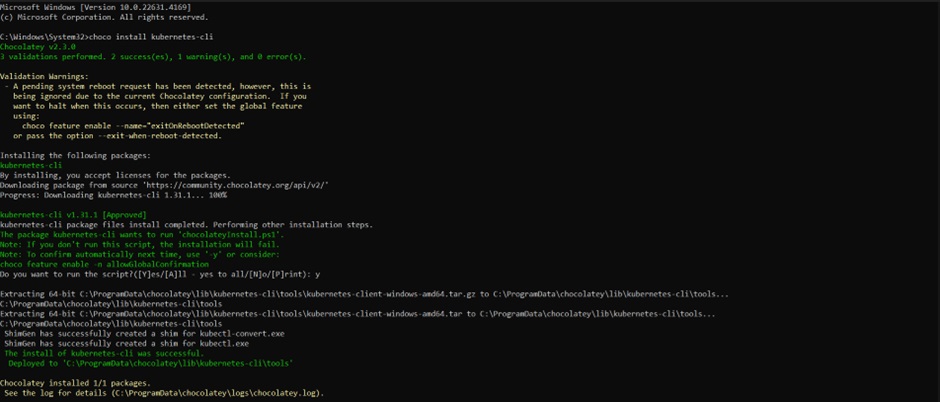 Microsoft Windows [Version 10.0.22631.4169]
(c) Microsoft Corporation. All rights reserved.
C:\Windows\System32>choco install kubernetes-cli
Chocolatey v2.3.0
3 validations performed. 2 success(es), 1 warning(s), and 0 error(s).
Validation Warnings:
- A pending system reboot request has been detected, however, this is
being ignored due to the current Chocolatey configuration. If you
want to halt when this occurs, then either set the global feature
using:
choco feature enable --name="exitOnRebootDetected"
or pass the option --exit-when-reboot-detected.
Installing the following packages:
kubernetes-cli
By installing, you accept licenses for the packages.
Downloading package from source 'https://community.chocolatey.org/api/v2/'
Progress: Downloading kubernetes-cli 1.31.1... 100%
kubernetes-cli v1.31.1 [Approved]
kubernetes-cli package files install completed. Performing other installation steps.
The package kubernetes-cli wants to run 'chocolateyInstall.ps1'.
Note: If you don't run this script, the installation will fail.
Note: To confirm automatically next time, use '-y' or consider:
choco feature enable -n allowGlobalConfirmation
Do you want to run the script?([Y]es/[A]ll - yes to all/[N]o/[P]rint): y
Extracting 64-bit C:\ProgramData\chocolatey\lib\kubernetes-cli\tools\kubernetes-client-windows-amd64.tar.gz to C:\ProgramData\chocolatey\lib\kubernetes-cli\tools...
C:\ProgramData\chocolatey\lib\kubernetes-cli\tools
Extracting 64-bit C:\ProgramData\chocolatey\lib\kubernetes-cli\tools\kubernetes-client-windows-amd64.tar to C:\ProgramData\chocolatey\lib\kubernetes-cli\tools...
C:\ProgramData\chocolatey\lib\kubernetes-cli\tools
ShimGen has successfully created a shim for kubectl-convert.exe
ShimGen has successfully created a shim for kubectl.exe
The install of kubernetes-cli was successful.
Deployed to 'C:\ProgramData\chocolatey\lib\kubernetes-cli\tools'
Chocolatey installed 1/1 packages.
See the log for details (C:\ProgramData\chocolatey\logs\chocolatey.log).